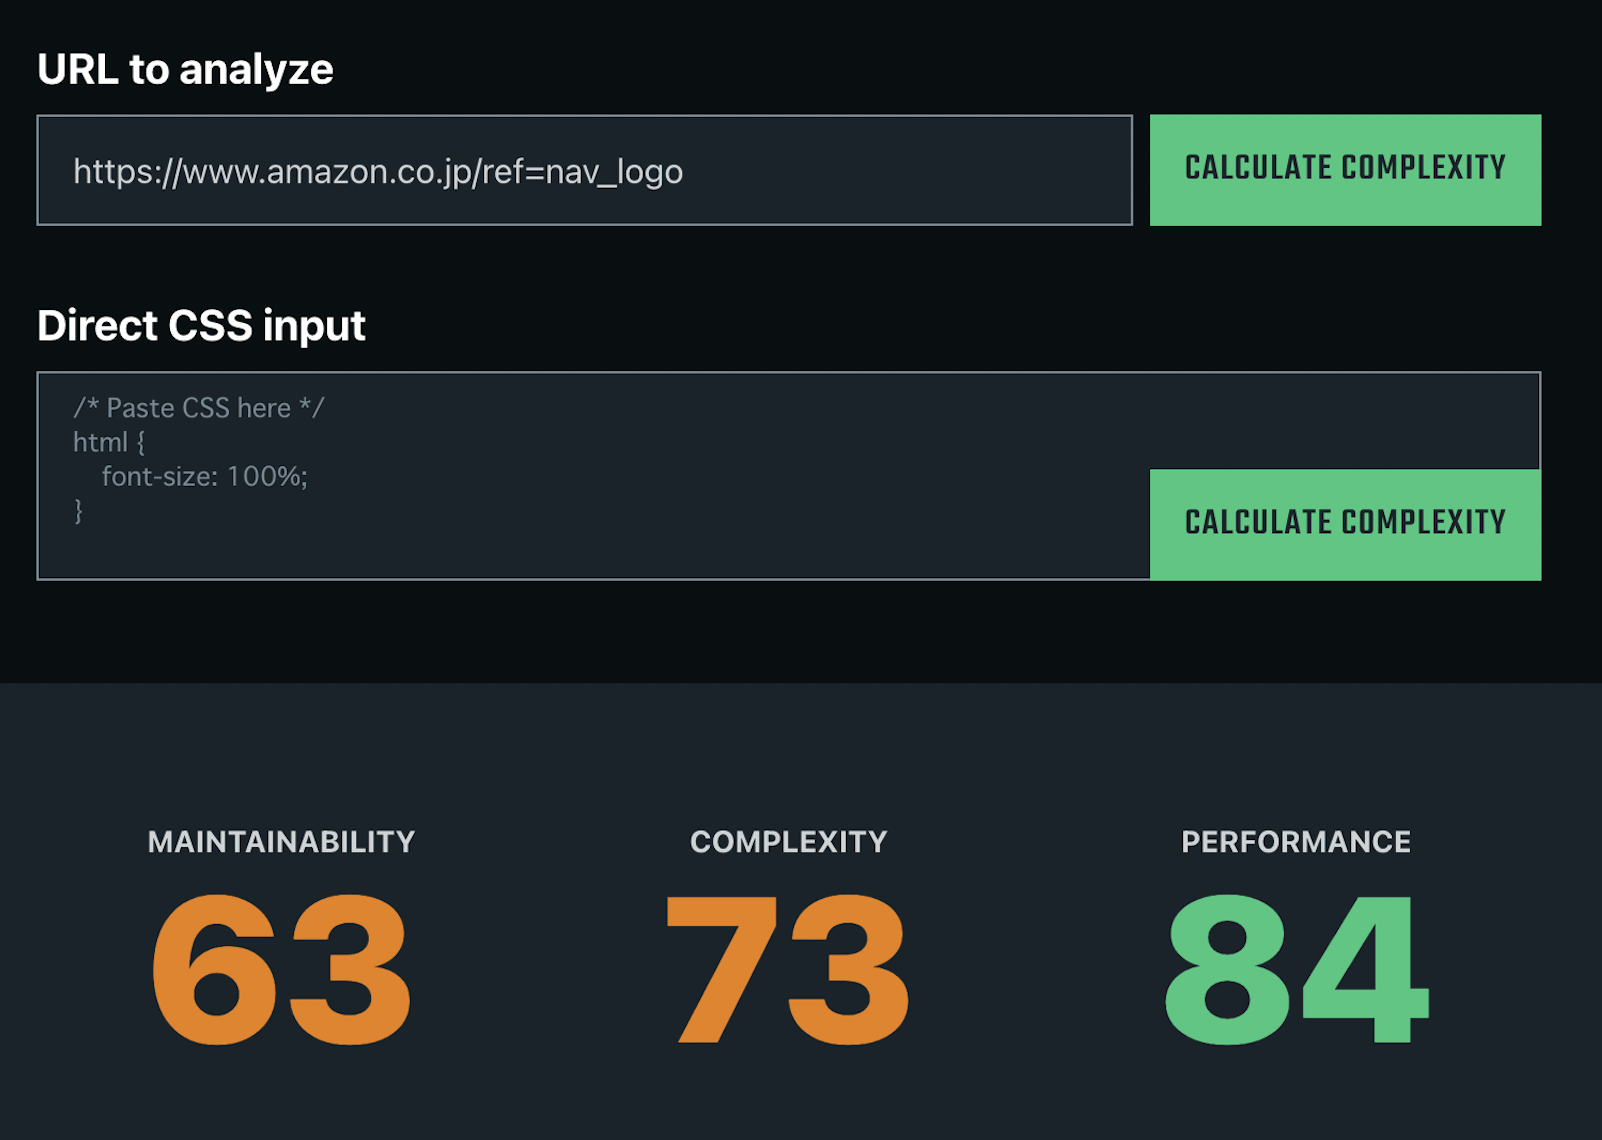 URL to analyze
https://www.amazon.co.jp/ref=nav_logo
CALCULATE COMPLEXITY
Direct CSS input
/* Paste CSS here */
html {
    font-size: 100%;
}
CALCULATE COMPLEXITY
MAINTAINABILITY
63
COMPLEXITY
73
PERFORMANCE
84